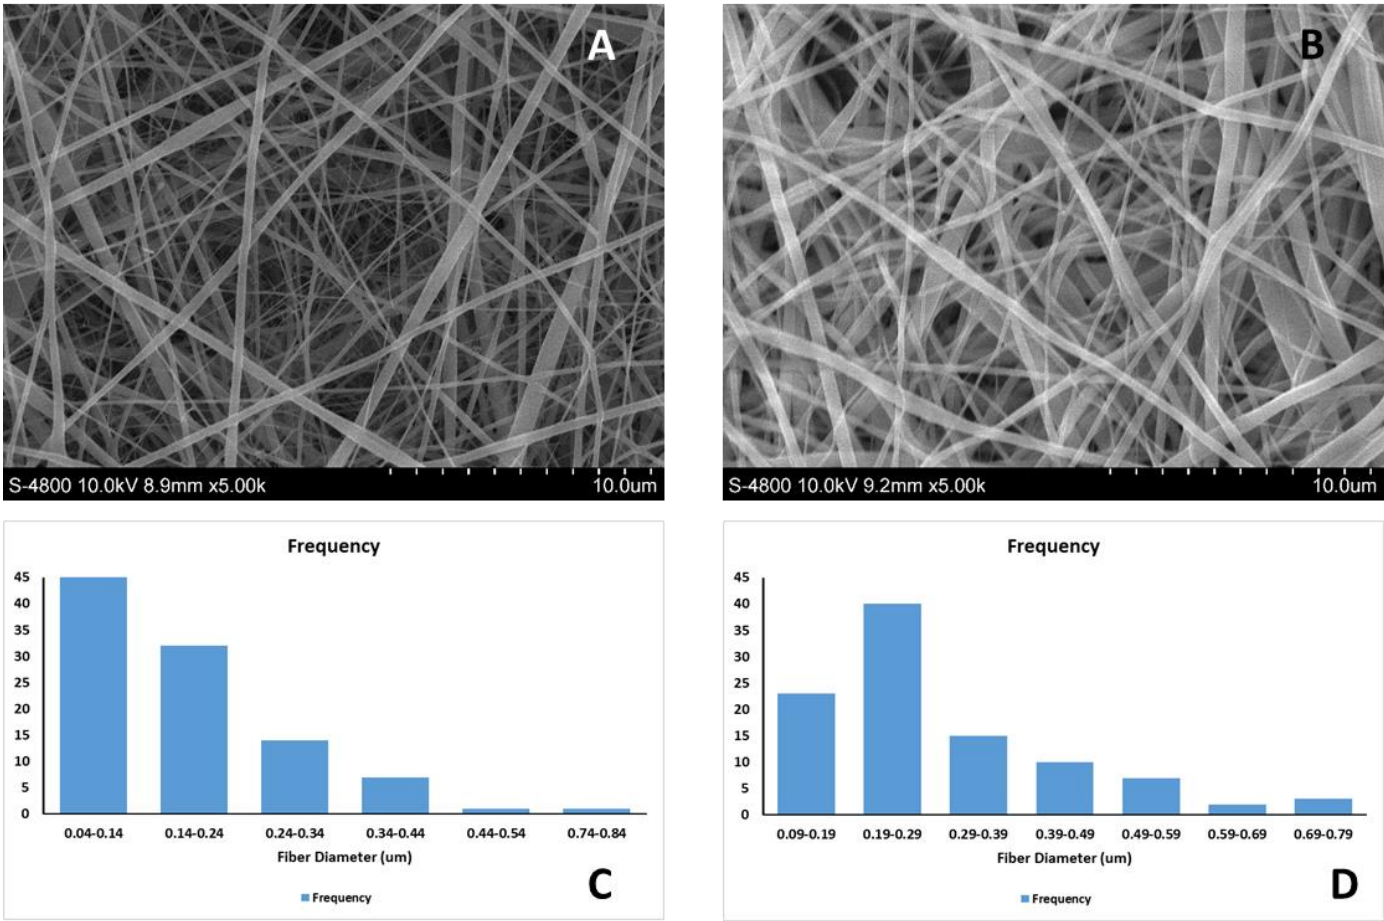 A
S-4800 10.0kV 8.9mm x5.00k 10.0um
B
S-4800 10.0kV 9.2mm x5.00k 10.0um
Frequency
45
40
35
30
25
20
15
10
5
0
0.04-0.14 0.14-0.24 0.24-0.34 0.34-0.44 0.44-0.54 0.74-0.84
Fiber Diameter (um)
Frequency
C
Frequency
45
40
35
30
25
20
15
10
5
0
0.09-0.19 0.19-0.29 0.29-0.39 0.39-0.49 0.49-0.59 0.59-0.69 0.69-0.79
Fiber Diameter (um)
Frequency
D